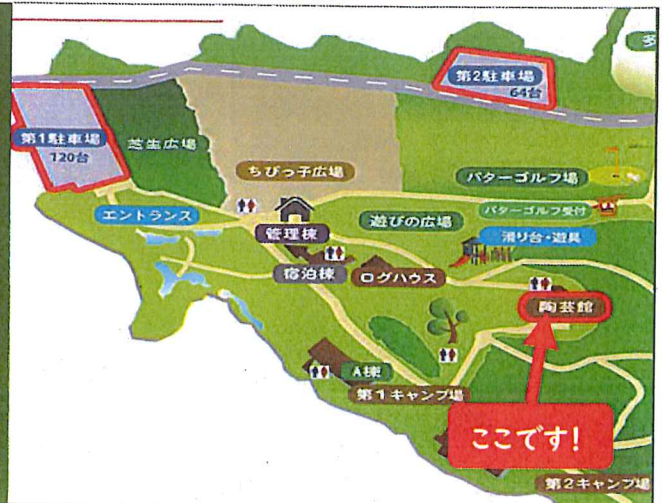 多
第2駐車場
64台
第1駐車場
120台
芝生広場
ちびっ子広場
パターゴルフ場
エントランス
パターゴルフ受付
遊びの広場
管理棟
滑り台・遊具
宿泊棟
ログハウス
陶芸館
A棟
第1キャンプ場
ここです!
第2キャンプ場